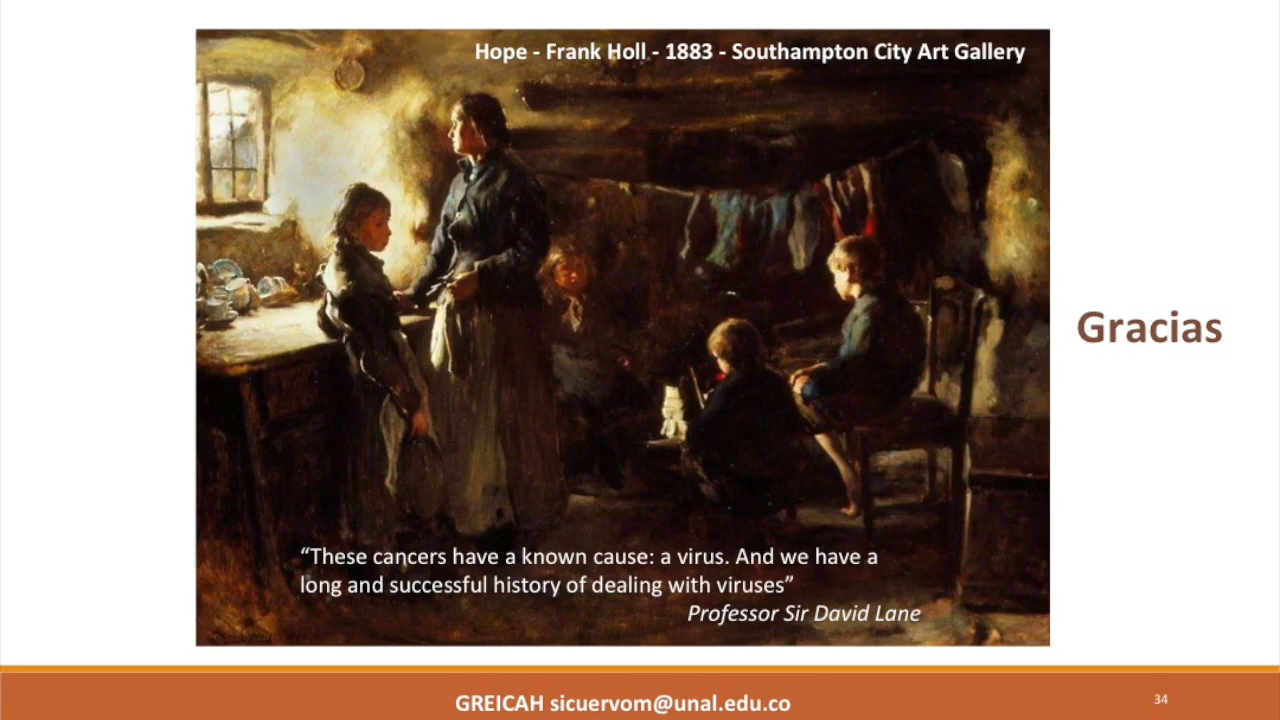 Hope - Frank Holl - 1883 - Southampton City Art Gallery
Gracias
“These cancers have a known cause: a virus. And we have a
long and successful history of dealing with viruses”
Professor Sir David Lane
GREICAH sicuervom@unal.edu.co
34